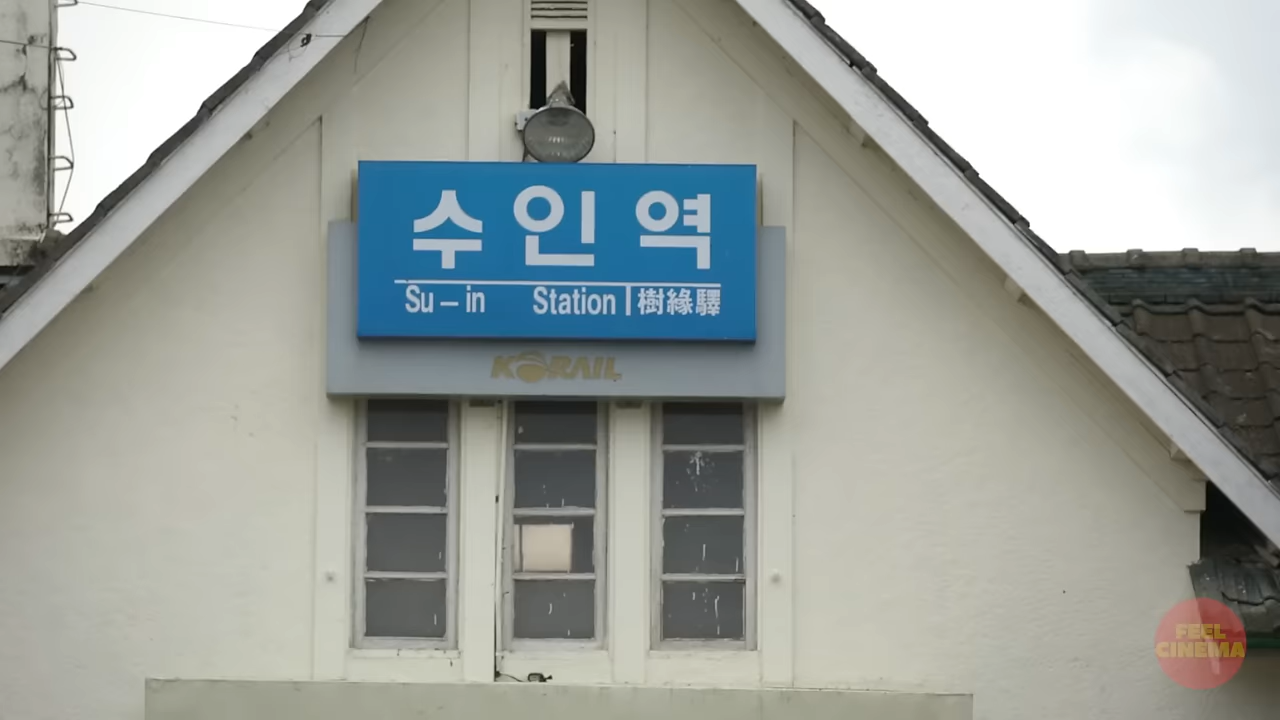 수인역
Su – in Station | 樹緣驛
KORAIL
FEEL
CINEMA